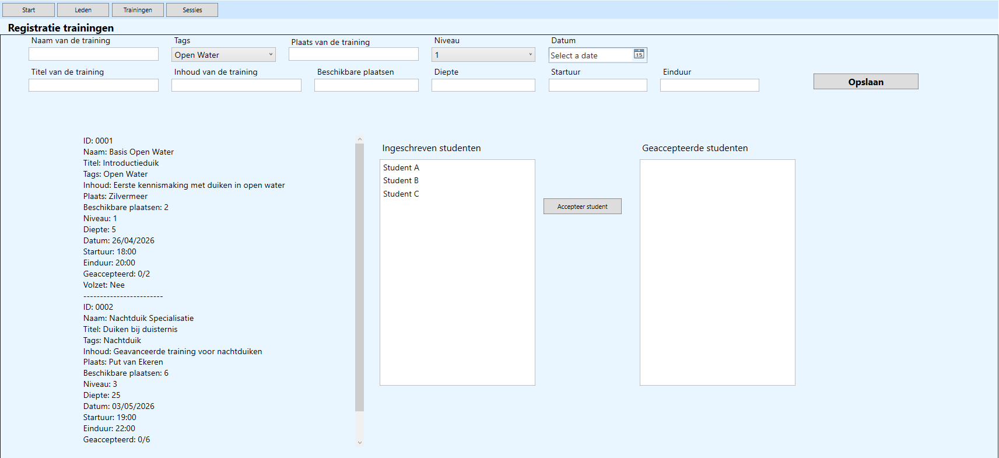 Start Leden Trainingen Sessies
Registratie trainingen
Naam van de training Tags Plaats van de training Niveau Datum
Open Water 1 Select a date 15
Titel van de training Inhoud van de training Beschikbare plaatsen Diepte Startuur Einduur
Opslaan
ID: 0001
Naam: Basis Open Water
Titel: Introductieduik
Tags: Open Water
Inhoud: Eerste kennismaking met duiken in open water
Plaats: Zilvermeer
Beschikbare plaatsen: 2
Niveau: 1
Diepte: 5
Datum: 26/04/2026
Startuur: 18:00
Einduur: 20:00
Geaccepteerd: 0/2
Volzet: Nee
------------------------
ID: 0002
Naam: Nachtduik Specialisatie
Titel: Duiken bij duisternis
Tags: Nachtduik
Inhoud: Geavanceerde training voor nachtduiken
Plaats: Put van Ekeren
Beschikbare plaatsen: 6
Niveau: 3
Diepte: 25
Datum: 03/05/2026
Startuur: 19:00
Einduur: 22:00
Geaccepteerd: 0/6
Ingeschreven studenten
Student A
Student B
Student C
Accepteer student
Geaccepteerde studenten